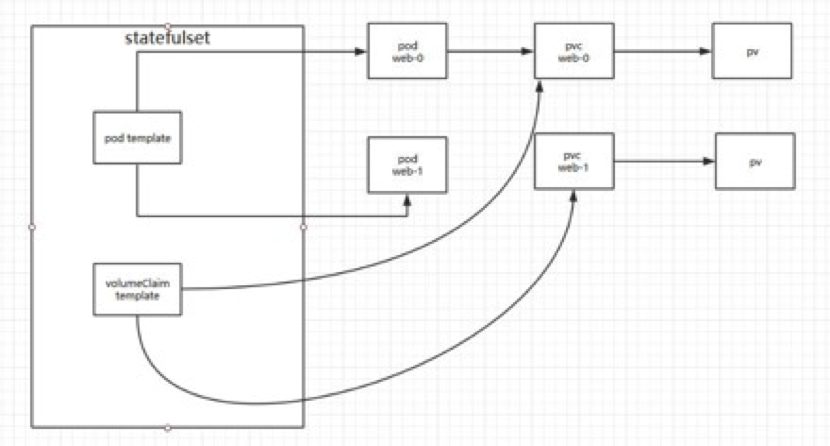 statefulset
pod
web-0
pvc
web-0
pv
pod template
pod
web-1
pvc
web-1
pv
volumeClaim
template